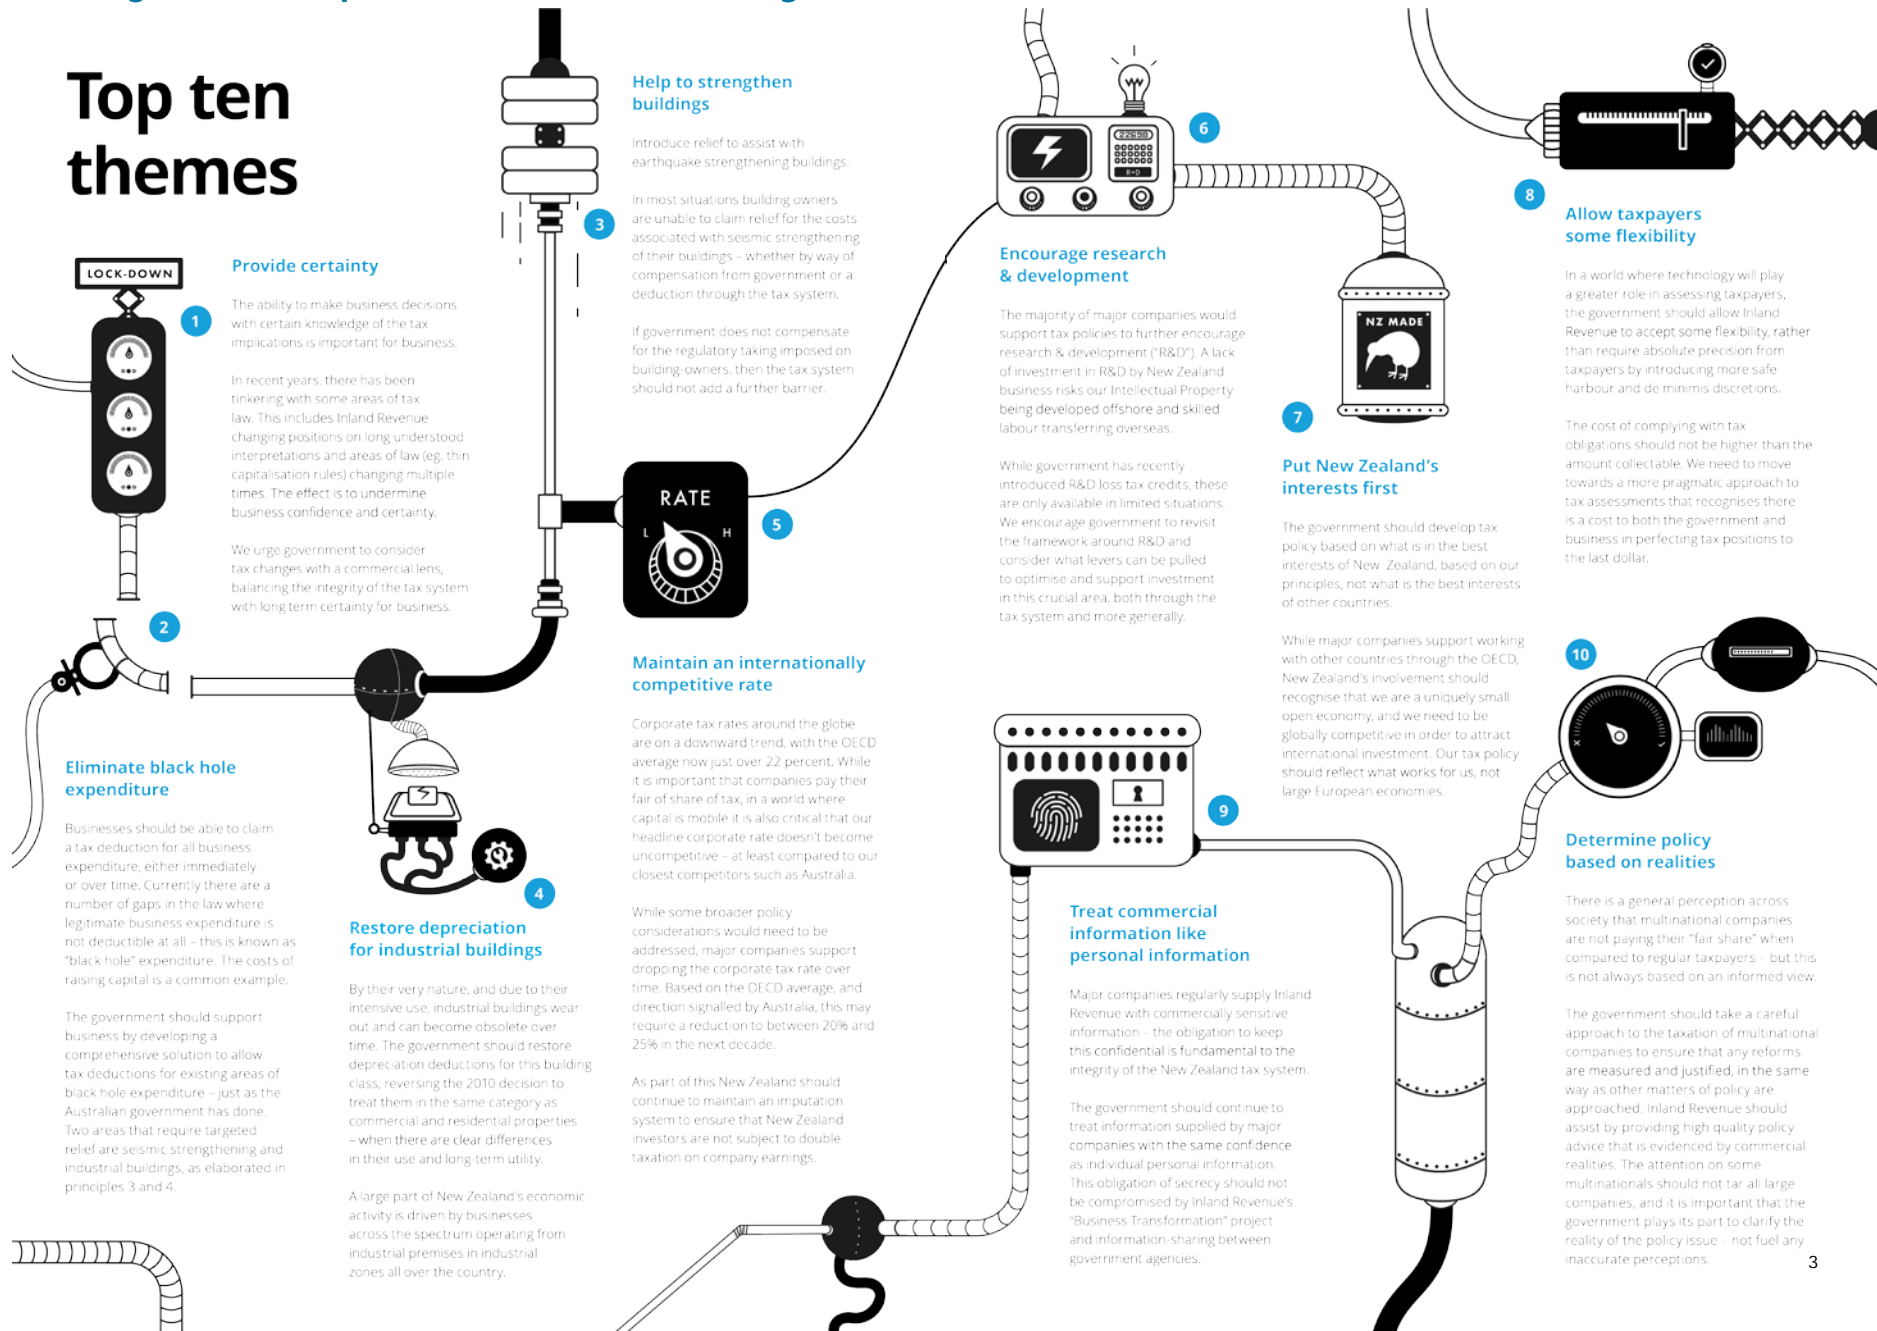 Top ten
themes
LOCK-DOWN
1
Provide certainty
The ability to make business decisions
with certain knowledge of the tax
implications is important for business.
In recent years, there has been
tinkering with some areas of tax
law. This includes Inland Revenue
changing positions on long understood
interpretations and areas of law (eg. thin
capitalisation rules) changing multiple
times. The effect is to undermine
business confidence and certainty.
We urge government to consider
tax changes with a commercial lens,
balancing the integrity of the tax system
with long term certainty for business.
2
Eliminate black hole
expenditure
Businesses should be able to claim
a tax deduction for all business
expenditure, either immediately
or over time. Currently there are a
number of gaps in the law where
legitimate business expenditure is
not deductible at all – this is known as
"black hole" expenditure. The costs of
raising capital is a common example.
The government should support
business by developing a
comprehensive solution to allow
tax deductions for existing areas of
black hole expenditure – just as the
Australian government has done.
Two areas that require targeted
relief are seismic strengthening and
industrial buildings, as elaborated in
principles 3 and 4.
3
Help to strengthen
buildings
Introduce relief to assist with
earthquake strengthening buildings.
In most situations building owners
are unable to claim relief for the costs
associated with seismic strengthening
of their buildings – whether by way of
compensation from government or a
deduction through the tax system.
If government does not compensate
for the regulatory taking imposed on
building-owners, then the tax system
should not add a further barrier.
4
Restore depreciation
for industrial buildings
By their very nature, and due to their
intensive use, industrial buildings wear
out and can become obsolete over
time. The government should restore
depreciation deductions for this building
class, reversing the 2010 decision to
treat them in the same category as
commercial and residential properties
– when there are clear differences
in their use and long-term utility.
A large part of New Zealand's economic
activity is driven by businesses
across the spectrum operating from
industrial premises in industrial
zones all over the country.
RATE
L
H
5
Maintain an internationally
competitive rate
Corporate tax rates around the globe
are on a downward trend, with the OECD
average now just over 22 percent. While
it is important that companies pay their
fair of share of tax, in a world where
capital is mobile it is also critical that our
headline corporate rate doesn't become
uncompetitive – at least compared to our
closest competitors such as Australia.
While some broader policy
considerations would need to be
addressed, major companies support
dropping the corporate tax rate over
time. Based on the OECD average, and
direction signalled by Australia, this may
require a reduction to between 20% and
25% in the next decade.
As part of this New Zealand should
continue to maintain an imputation
system to ensure that New Zealand
investors are not subject to double
taxation on company earnings.
R+D
6
Encourage research
& development
The majority of major companies would
support tax policies to further encourage
research & development ("R&D"). A lack
of investment in R&D by New Zealand
business risks our Intellectual Property
being developed offshore and skilled
labour transferring overseas.
While government has recently
introduced R&D loss tax credits, these
are only available in limited situations.
We encourage government to revisit
the framework around R&D and
consider what levers can be pulled
to optimise and support investment
in this crucial area, both through the
tax system and more generally.
NZ MADE
7
Put New Zealand's
interests first
The government should develop tax
policy based on what is in the best
interests of New Zealand, based on our
principles, not what is the best interests
of other countries.
While major companies support working
with other countries through the OECD,
New Zealand's involvement should
recognise that we are a uniquely small
open economy, and we need to be
globally competitive in order to attract
international investment. Our tax policy
should reflect what works for us, not
large European economies.
8
Allow taxpayers
some flexibility
In a world where technology will play
a greater role in assessing taxpayers,
the government should allow Inland
Revenue to accept some flexibility, rather
than require absolute precision from
taxpayers by introducing more safe
harbour and de minimis discretions.
The cost of complying with tax
obligations should not be higher than the
amount collectable. We need to move
towards a more pragmatic approach to
tax assessments that recognises there
is a cost to both the government and
business in perfecting tax positions to
the last dollar.
9
Treat commercial
information like
personal information
Major companies regularly supply Inland
Revenue with commercially sensitive
information – the obligation to keep
this confidential is fundamental to the
integrity of the New Zealand tax system.
The government should continue to
treat information supplied by major
companies with the same confidence
as individual personal information.
This obligation of secrecy should not
be compromised by Inland Revenue's
"Business Transformation" project
and information-sharing between
government agencies.
10
Determine policy
based on realities
There is a general perception across
society that multinational companies
are not paying their "fair share" when
compared to regular taxpayers – but this
is not always based on an informed view.
The government should take a careful
approach to the taxation of multinational
companies to ensure that any reforms
are measured and justified, in the same
way as other matters of policy are
approached. Inland Revenue should
assist by providing high quality policy
advice that is evidenced by commercial
realities. The attention on some
multinationals should not tar all large
companies, and it is important that the
government plays its part to clarify the
reality of the policy issue – not fuel any
inaccurate perceptions.
3